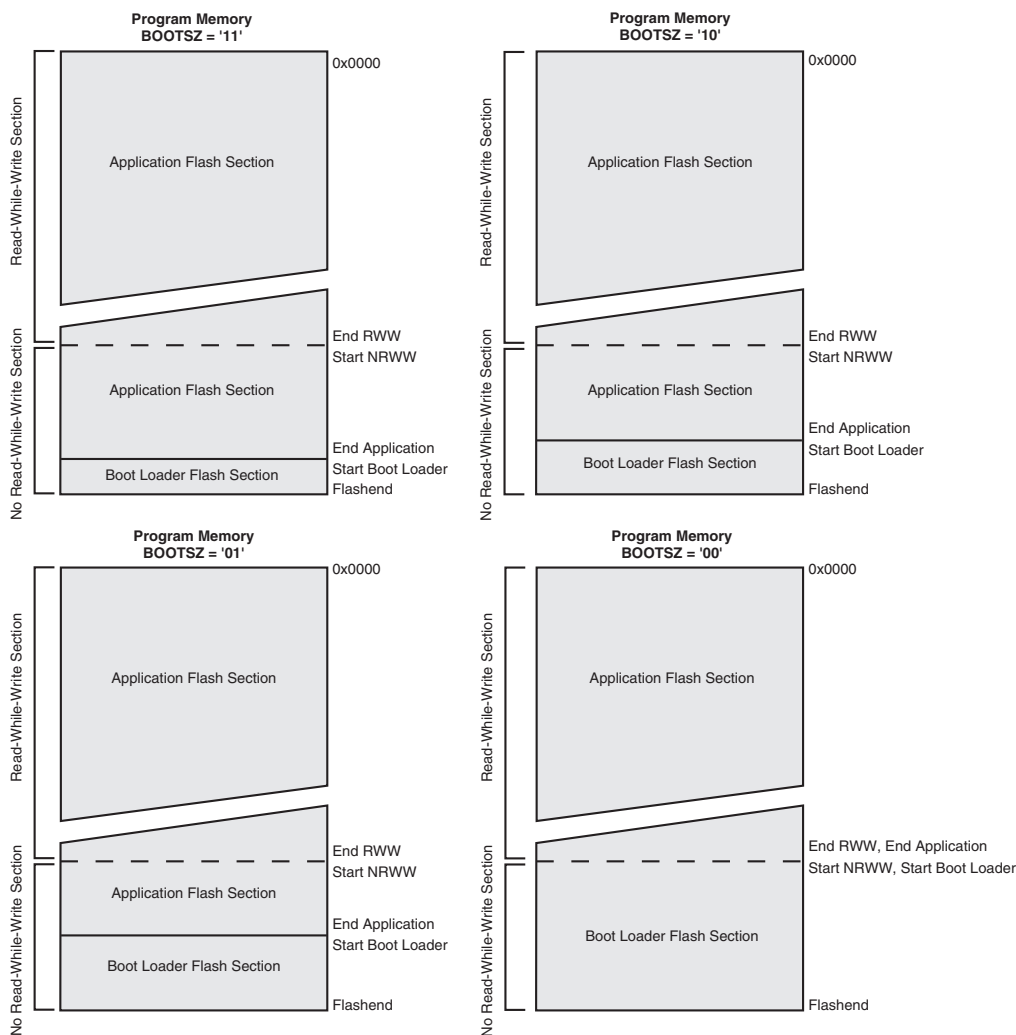 Program Memory
BOOTSZ = '11'
0x0000
Read-While-Write Section
Application Flash Section
End RWW
Start NRWW
No Read-While-Write Section
Application Flash Section
End Application
Start Boot Loader
Boot Loader Flash Section
Flashend
Program Memory
BOOTSZ = '10'
0x0000
Read-While-Write Section
Application Flash Section
End RWW
Start NRWW
No Read-While-Write Section
Application Flash Section
End Application
Start Boot Loader
Boot Loader Flash Section
Flashend
Program Memory
BOOTSZ = '01'
0x0000
Read-While-Write Section
Application Flash Section
End RWW
Start NRWW
No Read-While-Write Section
Application Flash Section
End Application
Start Boot Loader
Boot Loader Flash Section
Flashend
Program Memory
BOOTSZ = '00'
0x0000
Read-While-Write Section
Application Flash Section
End RWW, End Application
Start NRWW, Start Boot Loader
No Read-While-Write Section
Boot Loader Flash Section
Flashend